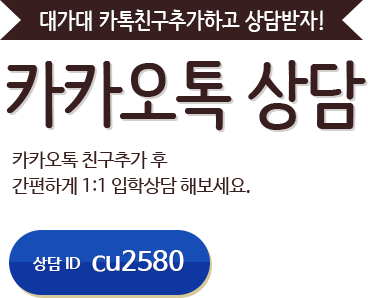 대가대 카톡친구추가하고 상담받자!
카카오톡 상담
카카오톡 친구추가 후
간편하게 1:1 입학상담 해보세요.
상담 ID cu2580